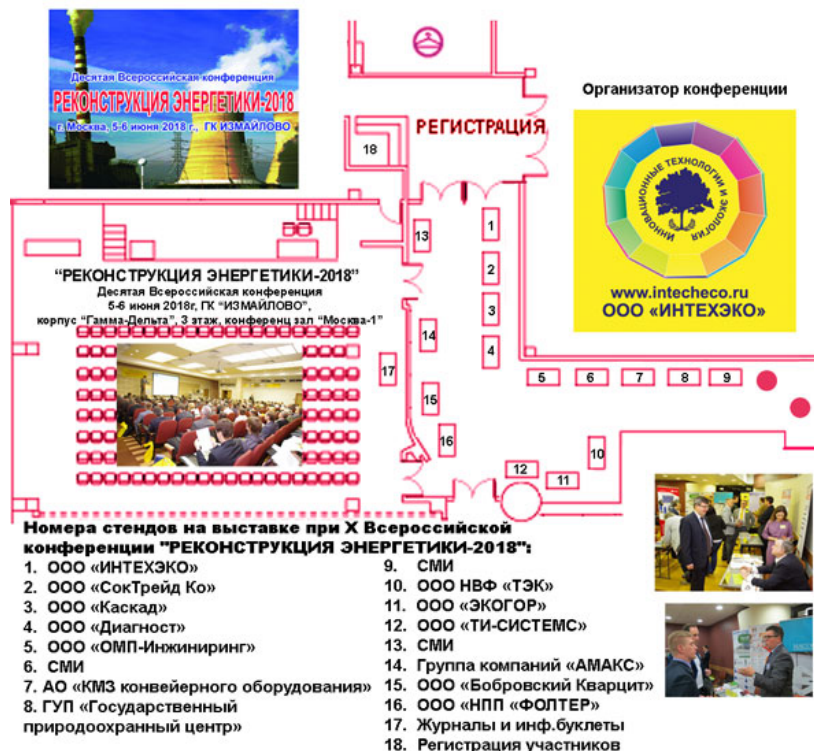 Десятая Всероссийская конференция
РЕКОНСТРУКЦИЯ ЭНЕРГЕТИКИ-2018
г. Москва, 5-6 июня 2018 г., ГК ИЗМАЙЛОВО
РЕГИСТРАЦИЯ
Организатор конференции
ИННОВАЦИОННЫЕ ТЕХНОЛОГИИ И ЭКОЛОГИЯ
www.intecheco.ru
ООО «ИНТЕХЭКО»
18
13
1
2
3
4
14
15
16
17
5
6
7
8
9
10
11
12
“РЕКОНСТРУКЦИЯ ЭНЕРГЕТИКИ-2018”
Десятая Всероссийская конференция
5-6 июня 2018г, ГК “ИЗМАЙЛОВО”,
корпус “Гамма-Дельта”, 3 этаж, конференц зал “Москва-1”
Номера стендов на выставке при X Всероссийской
конференции "РЕКОНСТРУКЦИЯ ЭНЕРГЕТИКИ-2018":
1. ООО «ИНТЕХЭКО»
2. ООО «СокТрейд Ко»
3. ООО «Каскад»
4. ООО «Диагност»
5. ООО «ОМП-Инжиниринг»
6. СМИ
7. АО «КМЗ конвейерного оборудования»
8. ГУП «Государственный
природоохранный центр»
9. СМИ
10. ООО НВФ «ТЭК»
11. ООО «ЭКОГОР»
12. ООО «ТИ-СИСТЕМС»
13. СМИ
14. Группа компаний «АМАКС»
15. ООО «Бобровский Кварцит»
16. ООО «НПП «ФОЛТЕР»
17. Журналы и инф.буклеты
18. Регистрация участников